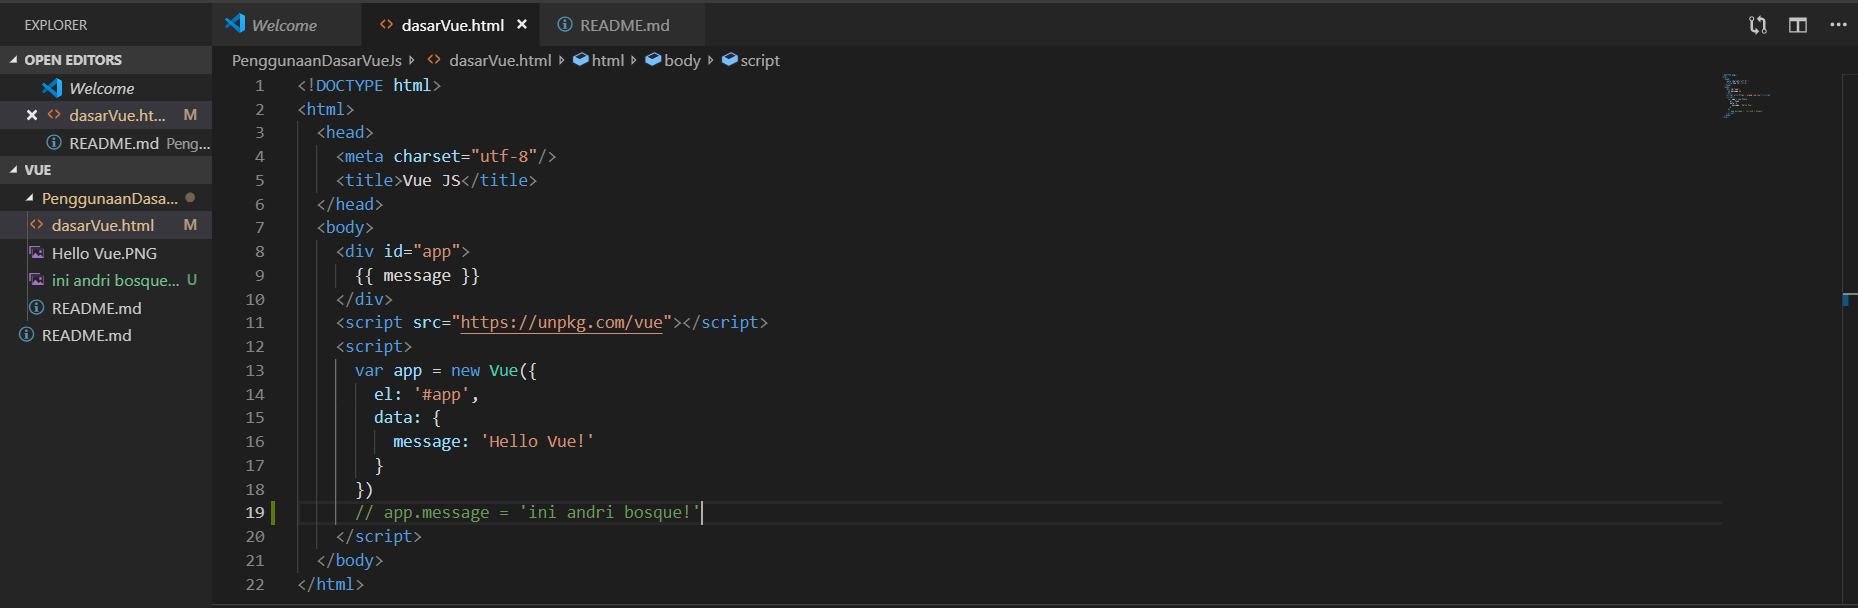 EXPLORER
OPEN EDITORS
Welcome
dasarVue.ht... M
README.md Peng...
VUE
PenggunaanDasa...
dasarVue.html M
Hello Vue.PNG
ini andri bosque... U
README.md
README.md
Welcome
dasarVue.html
README.md
PenggunaanDasarVueJs dasarVue.html html body script
1 <!DOCTYPE html>
2 <html>
3 <head>
4 <meta charset="utf-8"/>
5 <title>Vue JS</title>
6 </head>
7 <body>
8 <div id="app">
9 {{ message }}
10 </div>
11 <script src="https://unpkg.com/vue"></script>
12 <script>
13 var app = new Vue({
14 el: '#app',
15 data: {
16 message: 'Hello Vue!'
17 }
18 })
19 // app.message = 'ini andri bosque!'
20 </script>
21 </body>
22 </html>